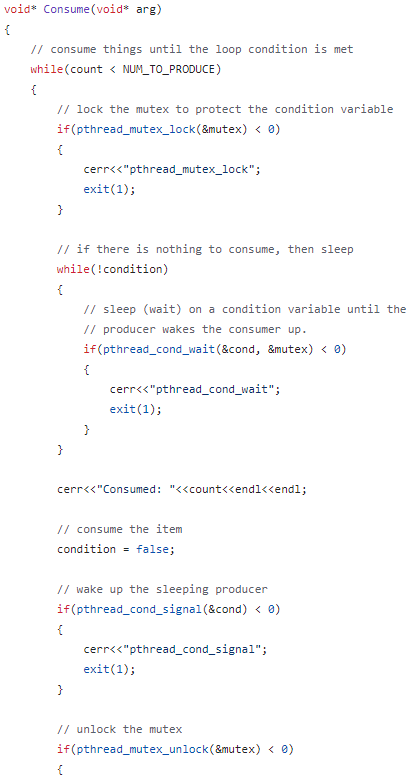 void* Consume(void* arg)
{
// consume things until the loop condition is met
while(count < NUM_TO_PRODUCE)
{
// lock the mutex to protect the condition variable
if(pthread_mutex_lock(&mutex) < 0)
{
cerr<<"pthread_mutex_lock";
exit(1);
}
// if there is nothing to consume, then sleep
while(!condition)
{
// sleep (wait) on a condition variable until the
// producer wakes the consumer up.
if(pthread_cond_wait(&cond, &mutex) < 0)
{
cerr<<"pthread_cond_wait";
exit(1);
}
}
cerr<<"Consumed: "<<count<<endl<<endl;
// consume the item
condition = false;
// wake up the sleeping producer
if(pthread_cond_signal(&cond) < 0)
{
cerr<<"pthread_cond_signal";
exit(1);
}
// unlock the mutex
if(pthread_mutex_unlock(&mutex) < 0)
{